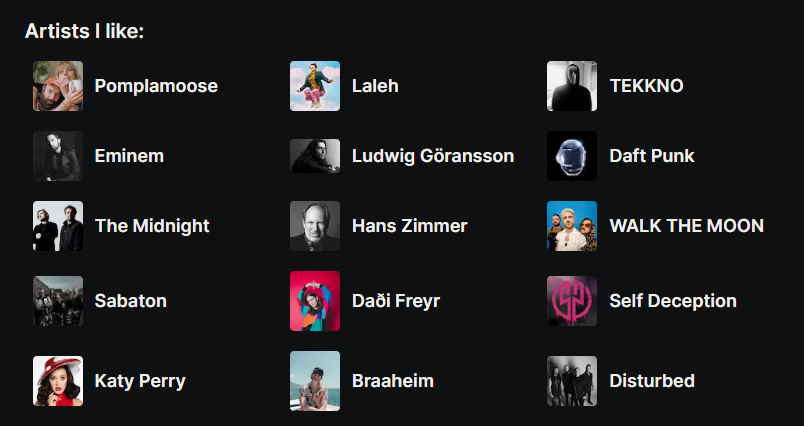 Artists I like:
Pomplamoose
Laleh
TEKKNO
Eminem
Ludwig Göransson
Daft Punk
The Midnight
Hans Zimmer
WALK THE MOON
Sabaton
Daði Freyr
Self Deception
Katy Perry
Braaheim
Disturbed